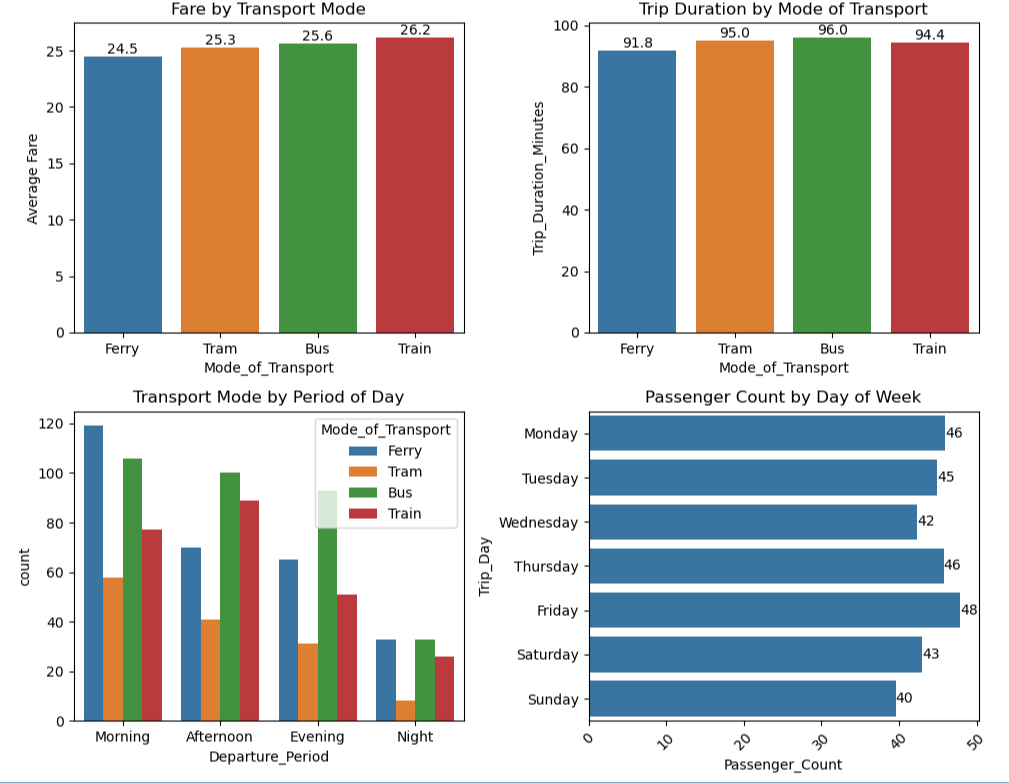 Fare by Transport Mode
24.5
25.3
25.6
26.2
25
20
15
10
5
0
Average Fare
Ferry Tram Bus Train
Mode_of_Transport
Trip Duration by Mode of Transport
91.8
95.0
96.0
94.4
100
80
60
40
20
0
Trip_Duration_Minutes
Ferry Tram Bus Train
Mode_of_Transport
Transport Mode by Period of Day
120
100
80
60
40
20
0
count
Mode_of_Transport
Ferry
Tram
Bus
Train
Morning Afternoon Evening Night
Departure_Period
Passenger Count by Day of Week
Trip_Day
Monday 46
Tuesday 45
Wednesday 42
Thursday 46
Friday 48
Saturday 43
Sunday 40
0 10 20 30 40 50
Passenger_Count